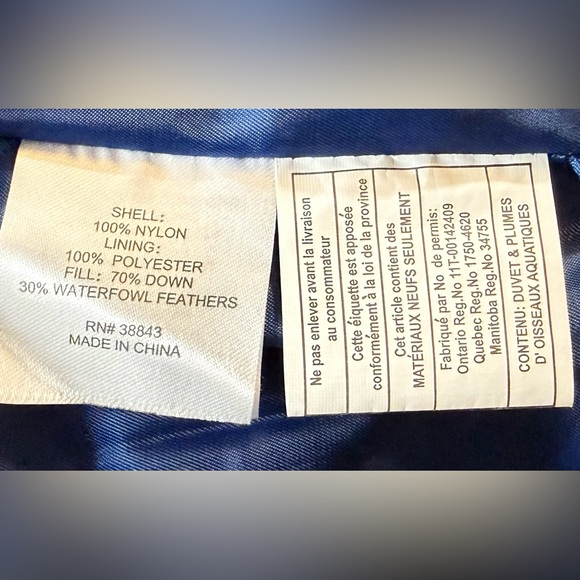 SHELL:
100% NYLON
LINING:
100% POLYESTER
FILL: 70% DOWN
30% WATERFOWL FEATHERS
RN# 38843
MADE IN CHINA
Ne pas enlever avant la livraison
au consommateur
Cette étiquette est apposée
conformément à la loi de la province
Cet article contient des
MATÉRIAUX NEUFS SEULEMENT
Fabriqué par No de permis:
Ontario Reg.No 11T-00142409
Quebec Reg.No 1750-4620
Manitoba Reg.No 34755
CONTENU: DUVET & PLUMES
D' OISSEAUX AQUATIQUES